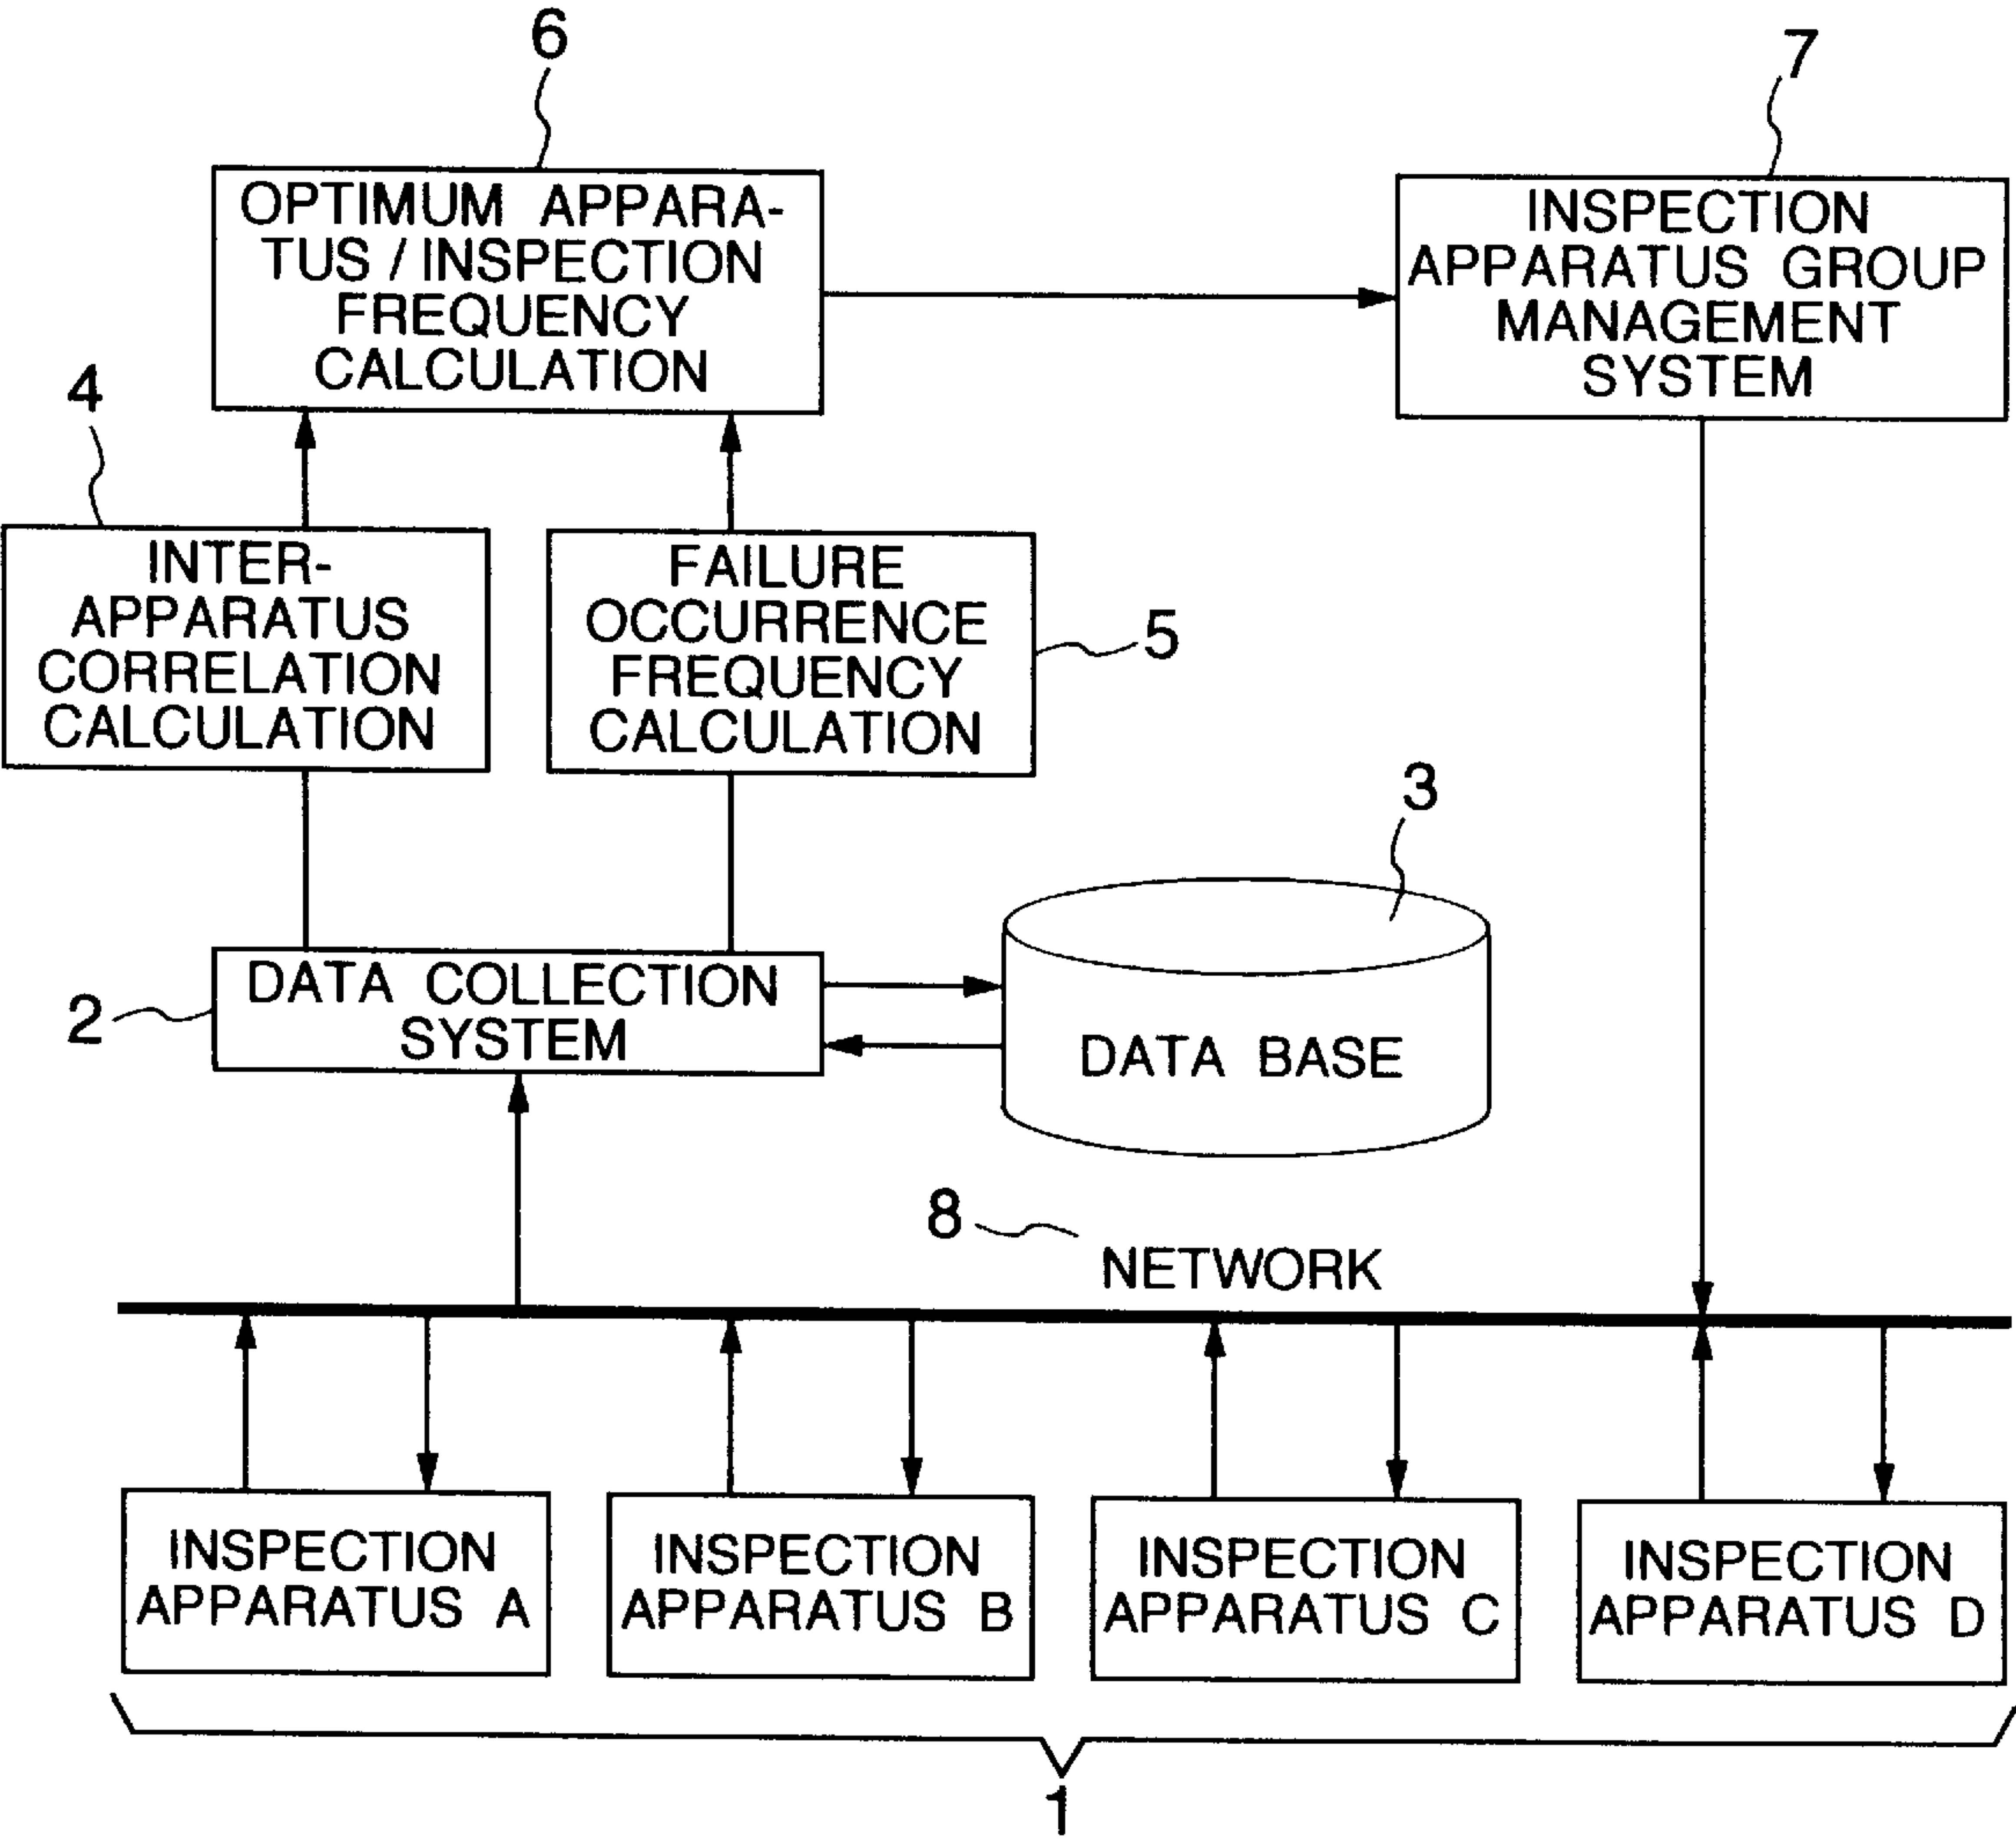 6
7
OPTIMUM APPARA-
TUS / INSPECTION
FREQUENCY
CALCULATION
INSPECTION
APPARATUS GROUP
MANAGEMENT
SYSTEM
4
INTER-
APPARATUS
CORRELATION
CALCULATION
FAILURE
OCCURRENCE
FREQUENCY
CALCULATION
5
3
2
DATA COLLECTION
SYSTEM
DATA BASE
8
NETWORK
INSPECTION
APPARATUS A
INSPECTION
APPARATUS B
INSPECTION
APPARATUS C
INSPECTION
APPARATUS D
1